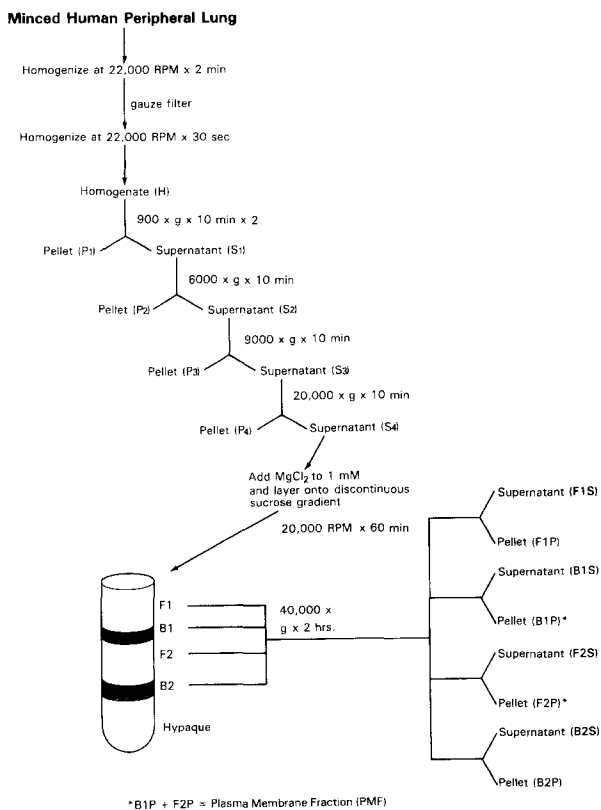 Minced Human Peripheral Lung
Homogenize at 22,000 RPM x 2 min
gauze filter
Homogenize at 22,000 RPM x 30 sec
Homogenate (H)
900 x g x 10 min x 2
Pellet (P1)
Supernatant (S1)
6000 x g x 10 min
Pellet (P2)
Supernatant (S2)
9000 x g x 10 min
Pellet (P3)
Supernatant (S3)
20,000 x g x 10 min
Pellet (P4)
Supernatant (S4)
Add MgCl2 to 1 mM
and layer onto discontinuous
sucrose gradient
20,000 RPM x 60 min
F1
B1
F2
B2
Hypaque
40,000 x
g x 2 hrs.
Supernatant (F1S)
Pellet (F1P)
Supernatant (B1S)
Pellet (B1P)*
Supernatant (F2S)
Pellet (F2P)*
Supernatant (B2S)
Pellet (B2P)
*B1P + F2P = Plasma Membrane Fraction (PMF)